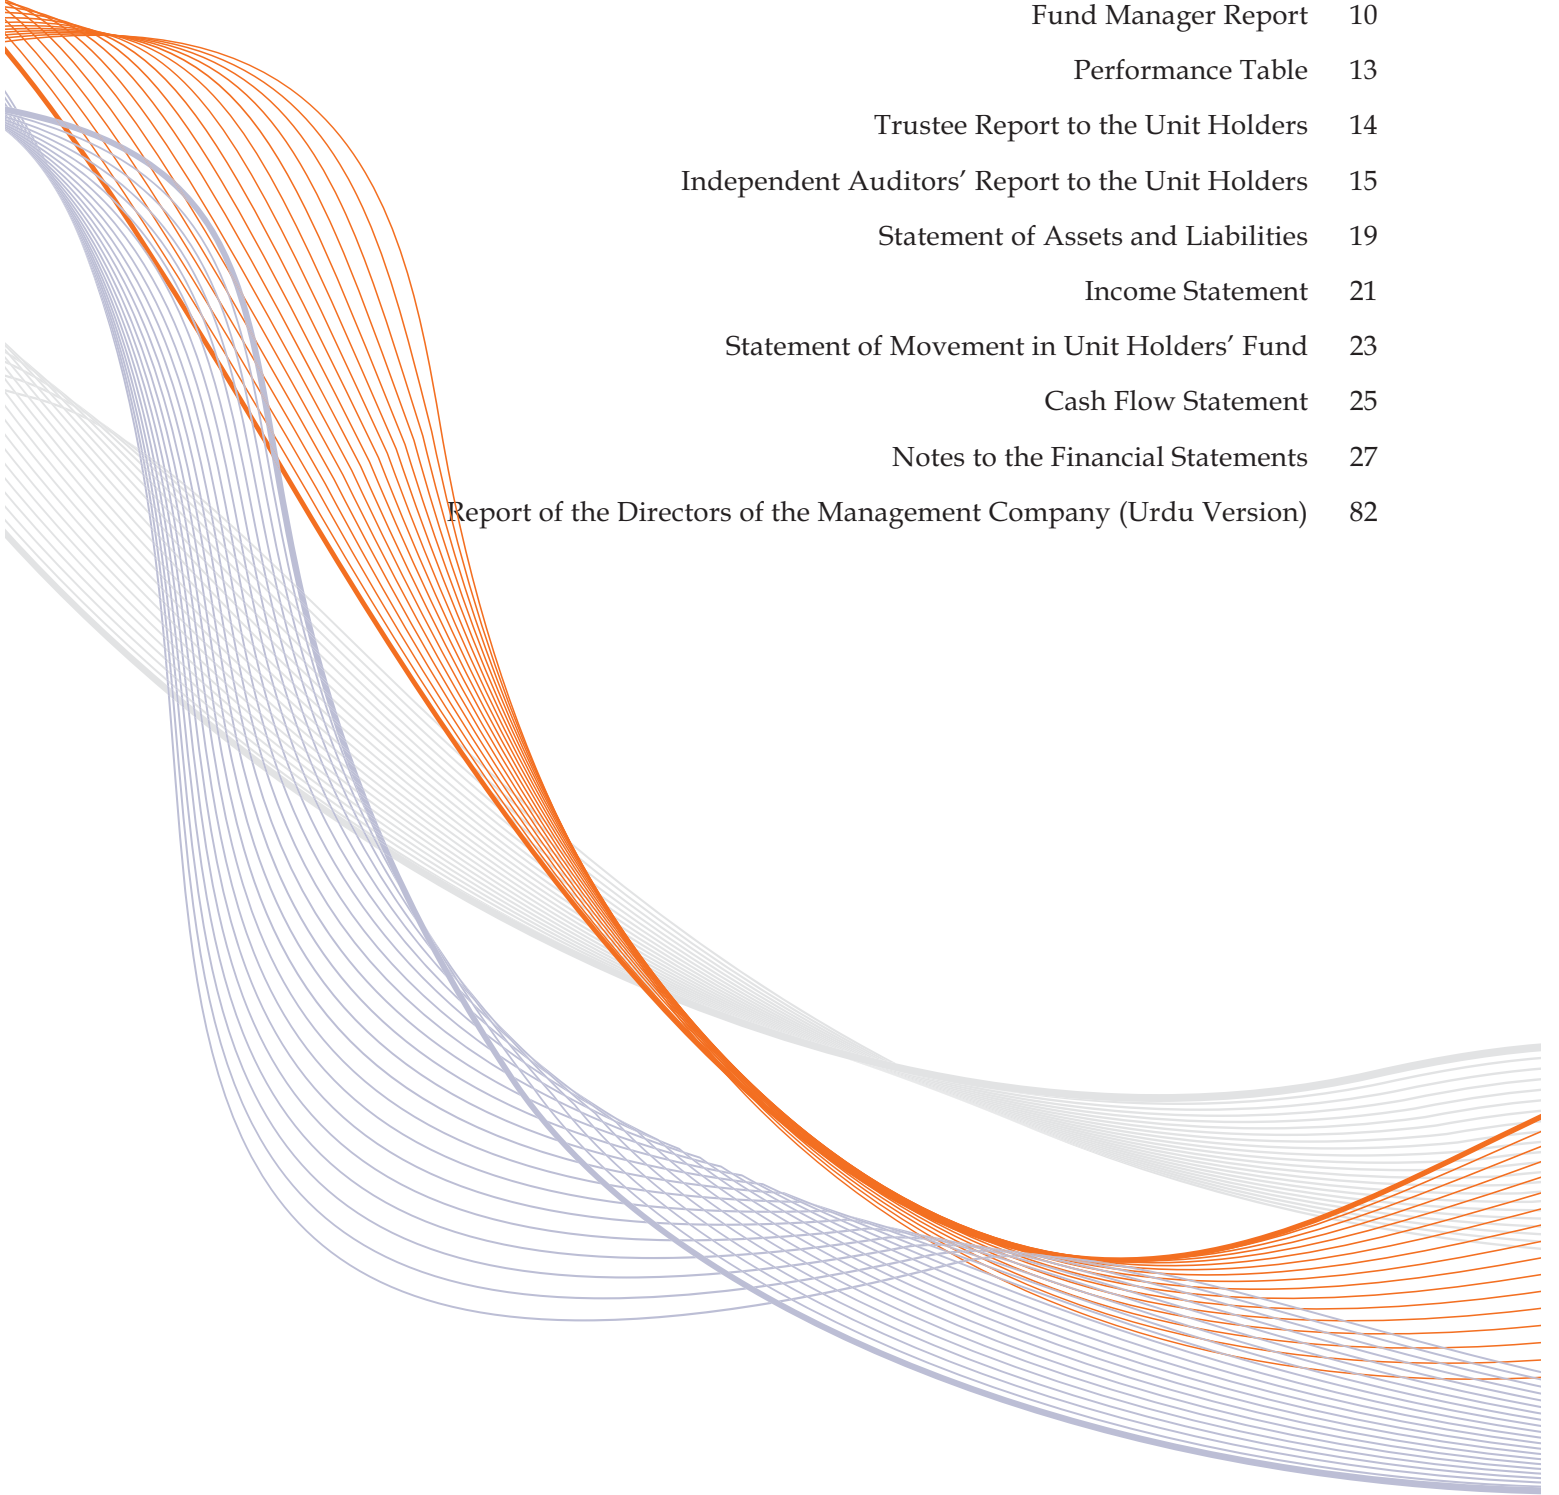 Fund Manager Report 10
Performance Table 13
Trustee Report to the Unit Holders 14
Independent Auditors’ Report to the Unit Holders 15
Statement of Assets and Liabilities 19
Income Statement 21
Statement of Movement in Unit Holders’ Fund 23
Cash Flow Statement 25
Notes to the Financial Statements 27
Report of the Directors of the Management Company (Urdu Version) 82